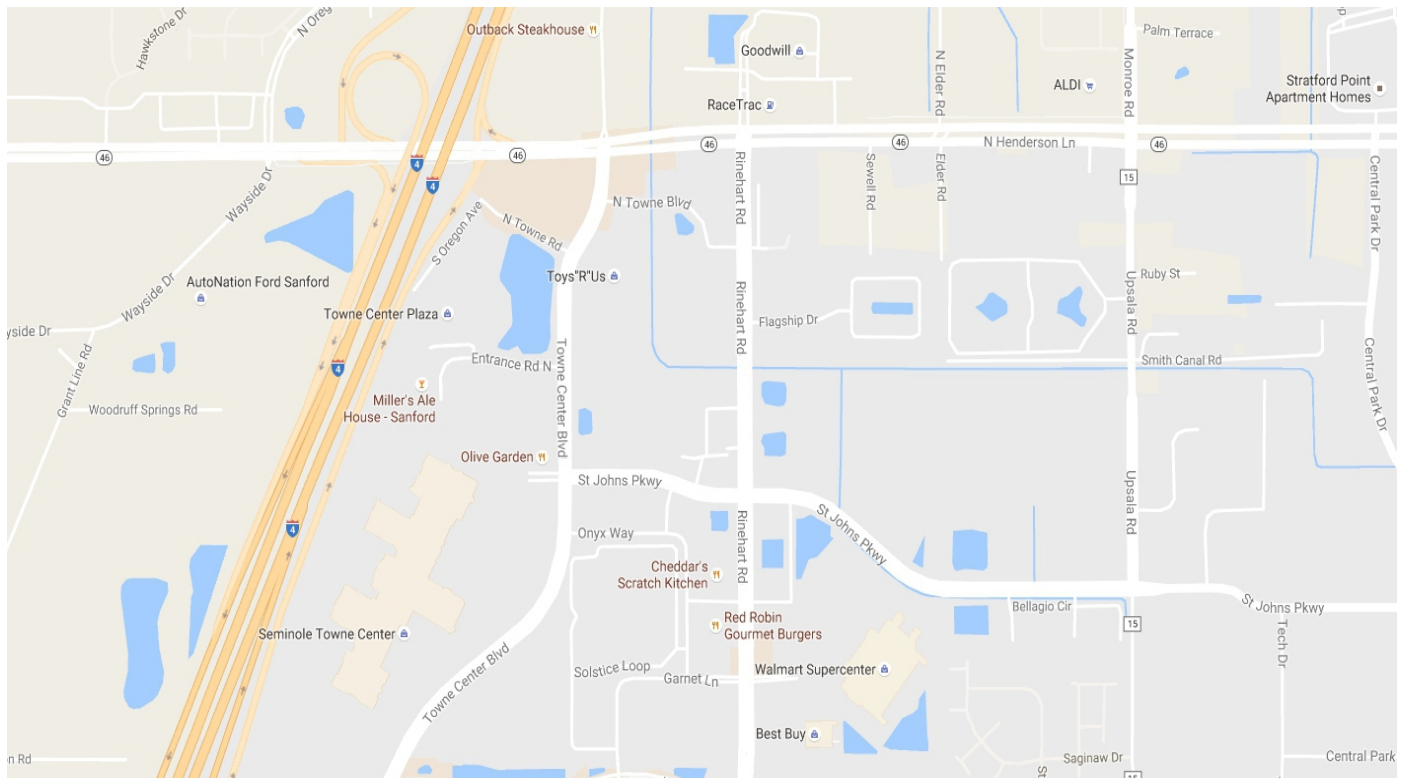 Hawkstone Dr
N Oreg
Outback Steakhouse
Goodwill
N Elder Rd
Monroe Rd
Palm Terrace
ALDI
Stratford Point
Apartment Homes
RaceTrac
46
46
46
46
N Henderson Ln
46
4
4
Wayside Dr
S Oregon Ave
N Towne Rd
N Towne Blvd
Rinehart Rd
Sewell Rd
Elder Rd
15
Central Park Dr
AutoNation Ford Sanford
Toys"R"Us
Ruby St
Wayside Dr
Towne Center Plaza
Flagship Dr
Rinehart Rd
Upsala Rd
yside Dr
Grant Line Rd
4
Entrance Rd N
Towne Center Blvd
Smith Canal Rd
Central Park Dr
Miller's Ale
House - Sanford
Woodruff Springs Rd
Olive Garden
St Johns Pkwy
Upsala Rd
4
Onyx Way
Rinehart Rd
St Johns Pkwy
Cheddar's
Scratch Kitchen
Bellagio Cir
St Johns Pkwy
Red Robin
Gourmet Burgers
15
Seminole Towne Center
Tech Dr
Solstice Loop
Garnet Ln
Walmart Supercenter
Towne Center Blvd
Best Buy
n Rd
Saginaw Dr
Central Park
St
15